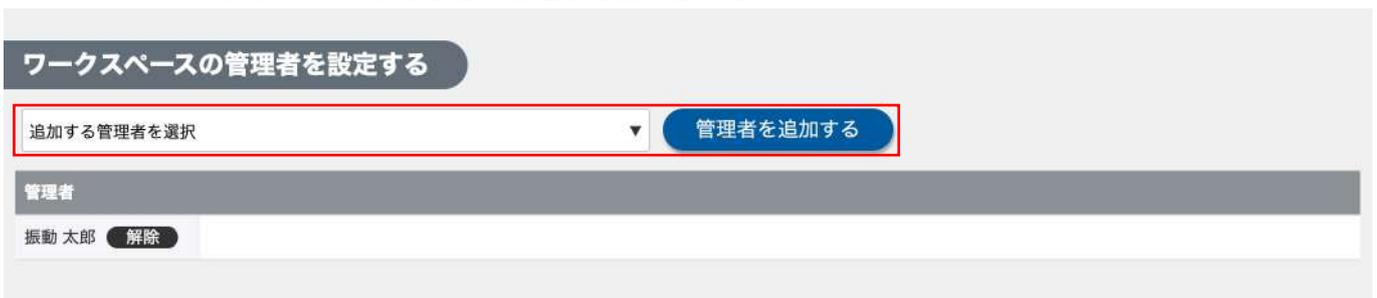 ワークスペースの管理者を設定する
追加する管理者を選択 ▼ 管理者を追加する
管理者
振動 太郎 解除